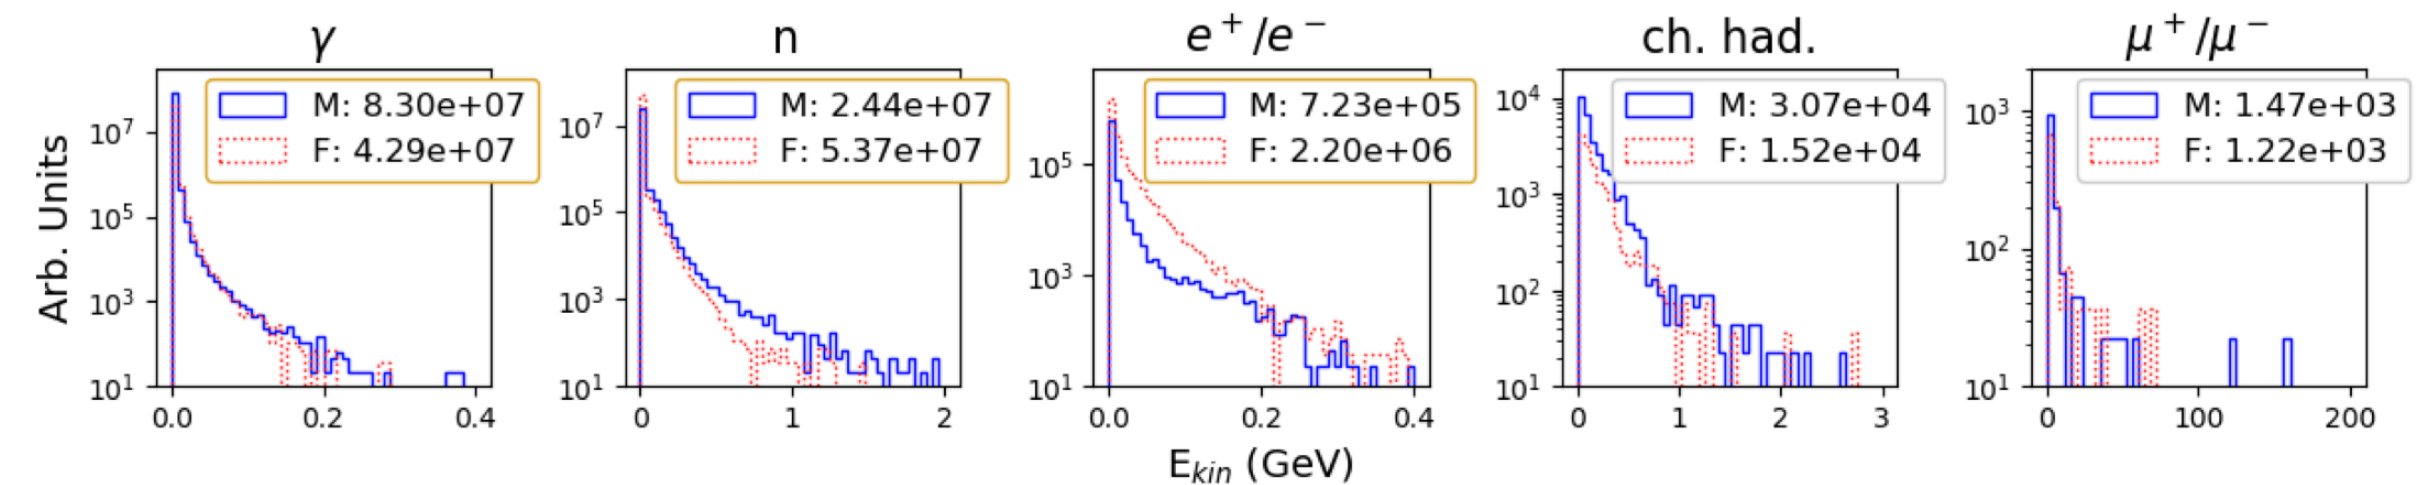 γ
n
e⁺/e⁻
ch. had.
μ⁺/μ⁻
Arb. Units
10⁷
10⁵
10³
10¹
M: 8.30e+07
F: 4.29e+07
0.0
0.2
0.4
10⁷
10⁵
10³
10¹
M: 2.44e+07
F: 5.37e+07
0
1
2
10⁵
10³
10¹
M: 7.23e+05
F: 2.20e+06
0.0
0.2
0.4
10⁴
10³
10²
10¹
M: 3.07e+04
F: 1.52e+04
0
1
2
3
10³
10²
10¹
M: 1.47e+03
F: 1.22e+03
0
100
200
E_kin (GeV)